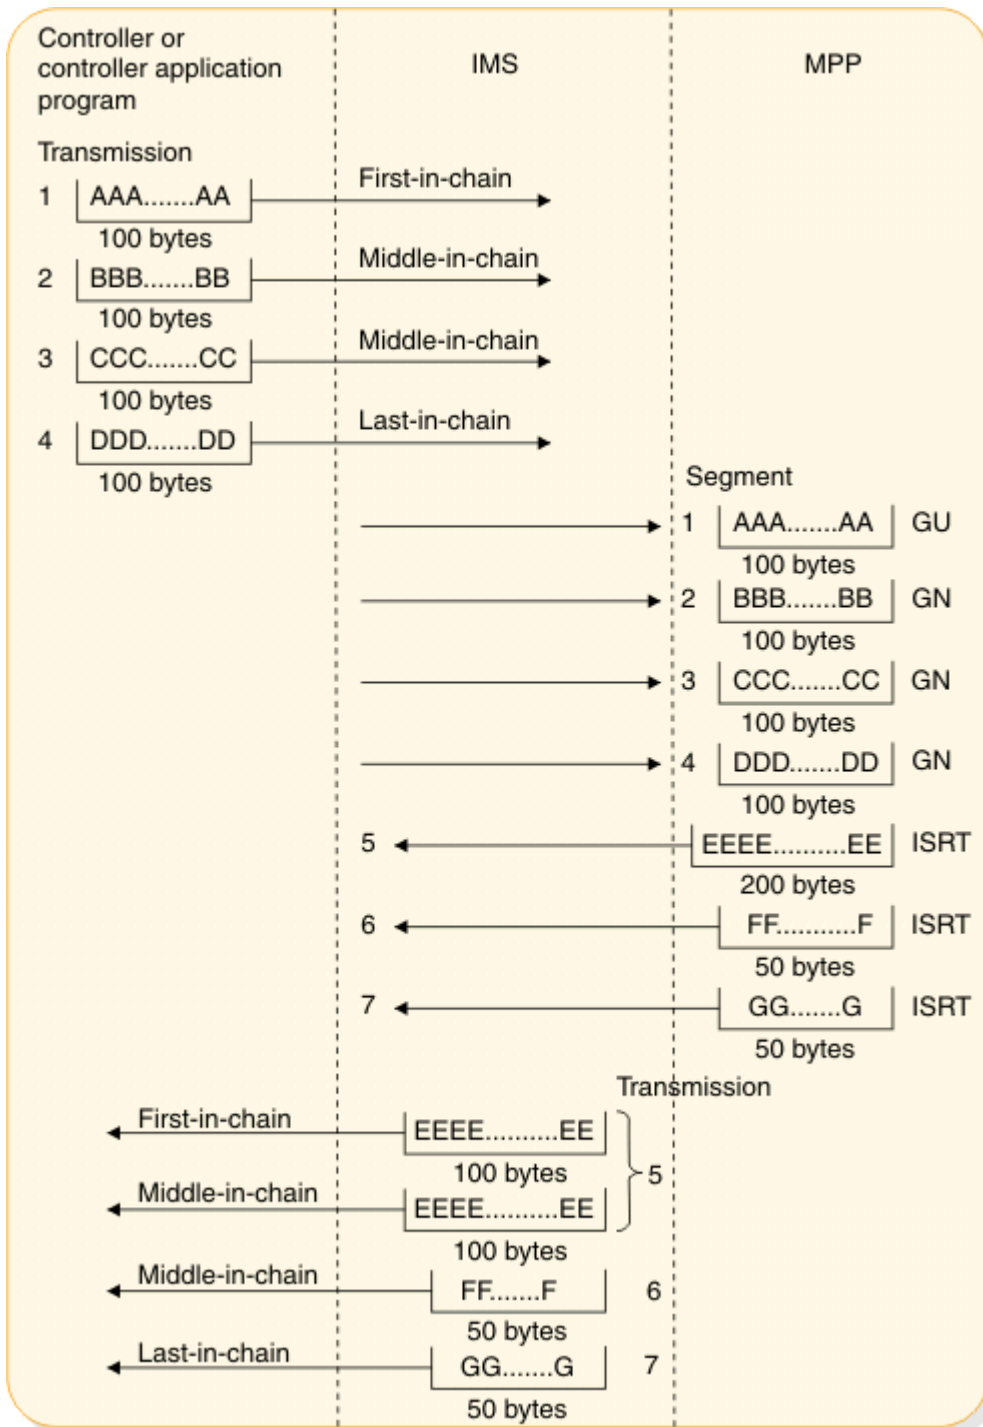 Controller or
controller application
program
IMS
MPP
Transmission
1 AAA.......AA First-in-chain
100 bytes
2 BBB.......BB Middle-in-chain
100 bytes
3 CCC.......CC Middle-in-chain
100 bytes
4 DDD.......DD Last-in-chain
100 bytes
Segment
1 AAA.......AA GU
100 bytes
2 BBB.......BB GN
100 bytes
3 CCC.......CC GN
100 bytes
4 DDD.......DD GN
100 bytes
5 EEEE..........EE ISRT
200 bytes
6 FF...........F ISRT
50 bytes
7 GG.......G ISRT
50 bytes
Transmission
First-in-chain EEEE..........EE
100 bytes
5
Middle-in-chain EEEE..........EE
100 bytes
Middle-in-chain FF.......F 6
50 bytes
Last-in-chain GG.......G 7
50 bytes